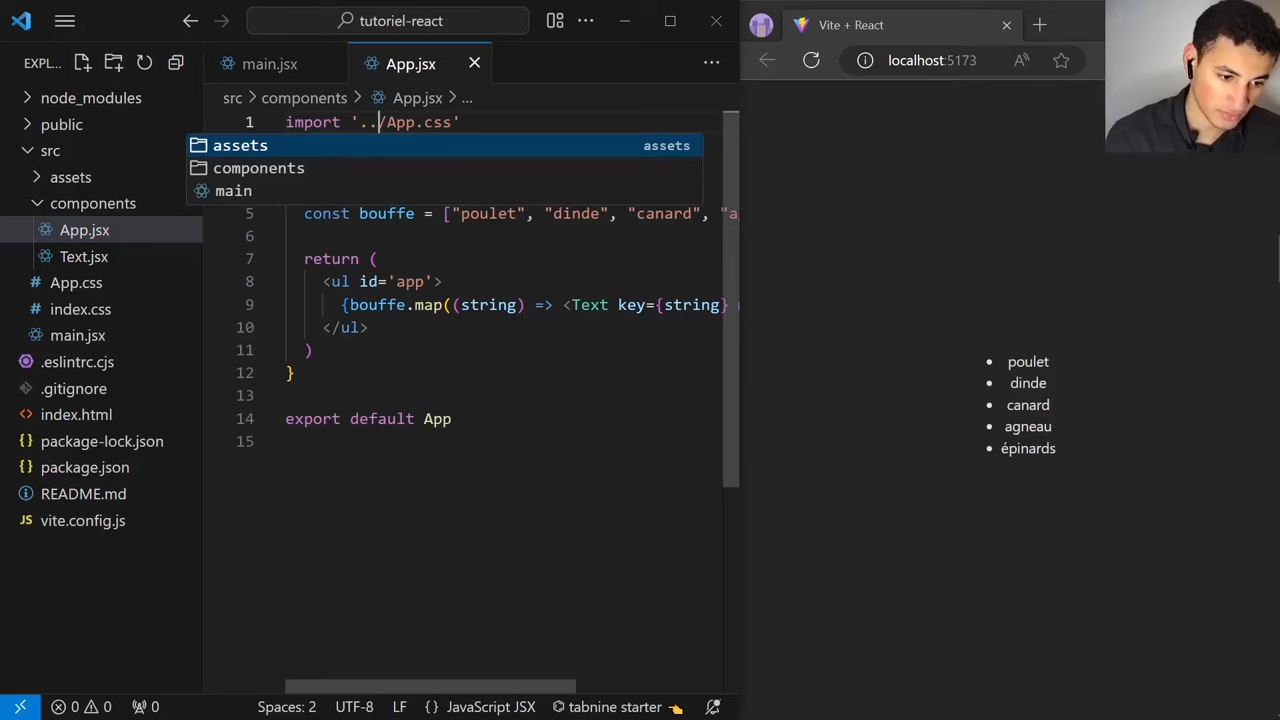 tutoriel-react
Vite + React
EXPL...
main.jsx
App.jsx
localhost:5173
node_modules
public
src
assets
components
App.jsx
Text.jsx
App.css
index.css
main.jsx
.eslintrc.cjs
.gitignore
index.html
package-lock.json
package.json
README.md
vite.config.js
src > components > App.jsx > ...
1 import '../App.css'
assets assets
components
main
5 const bouffe = ["poulet", "dinde", "canard", "a
6
7 return (
8 <ul id='app'>
9 {bouffe.map((string) => <Text key={string}
10 </ul>
11 )
12 }
13
14 export default App
15
• poulet
• dinde
• canard
• agneau
• épinards
0 0 0 Spaces: 2 UTF-8 LF {} JavaScript JSX tabnine starter